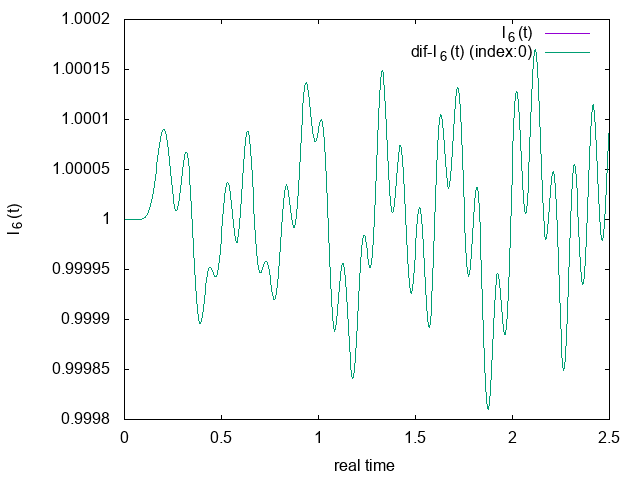 1.0002
1.00015
1.0001
1.00005
1
0.99995
0.9999
0.99985
0.9998
0 0.5 1 1.5 2 2.5
real time
I6(t)
I6(t)
dif-I6(t) (index:0)